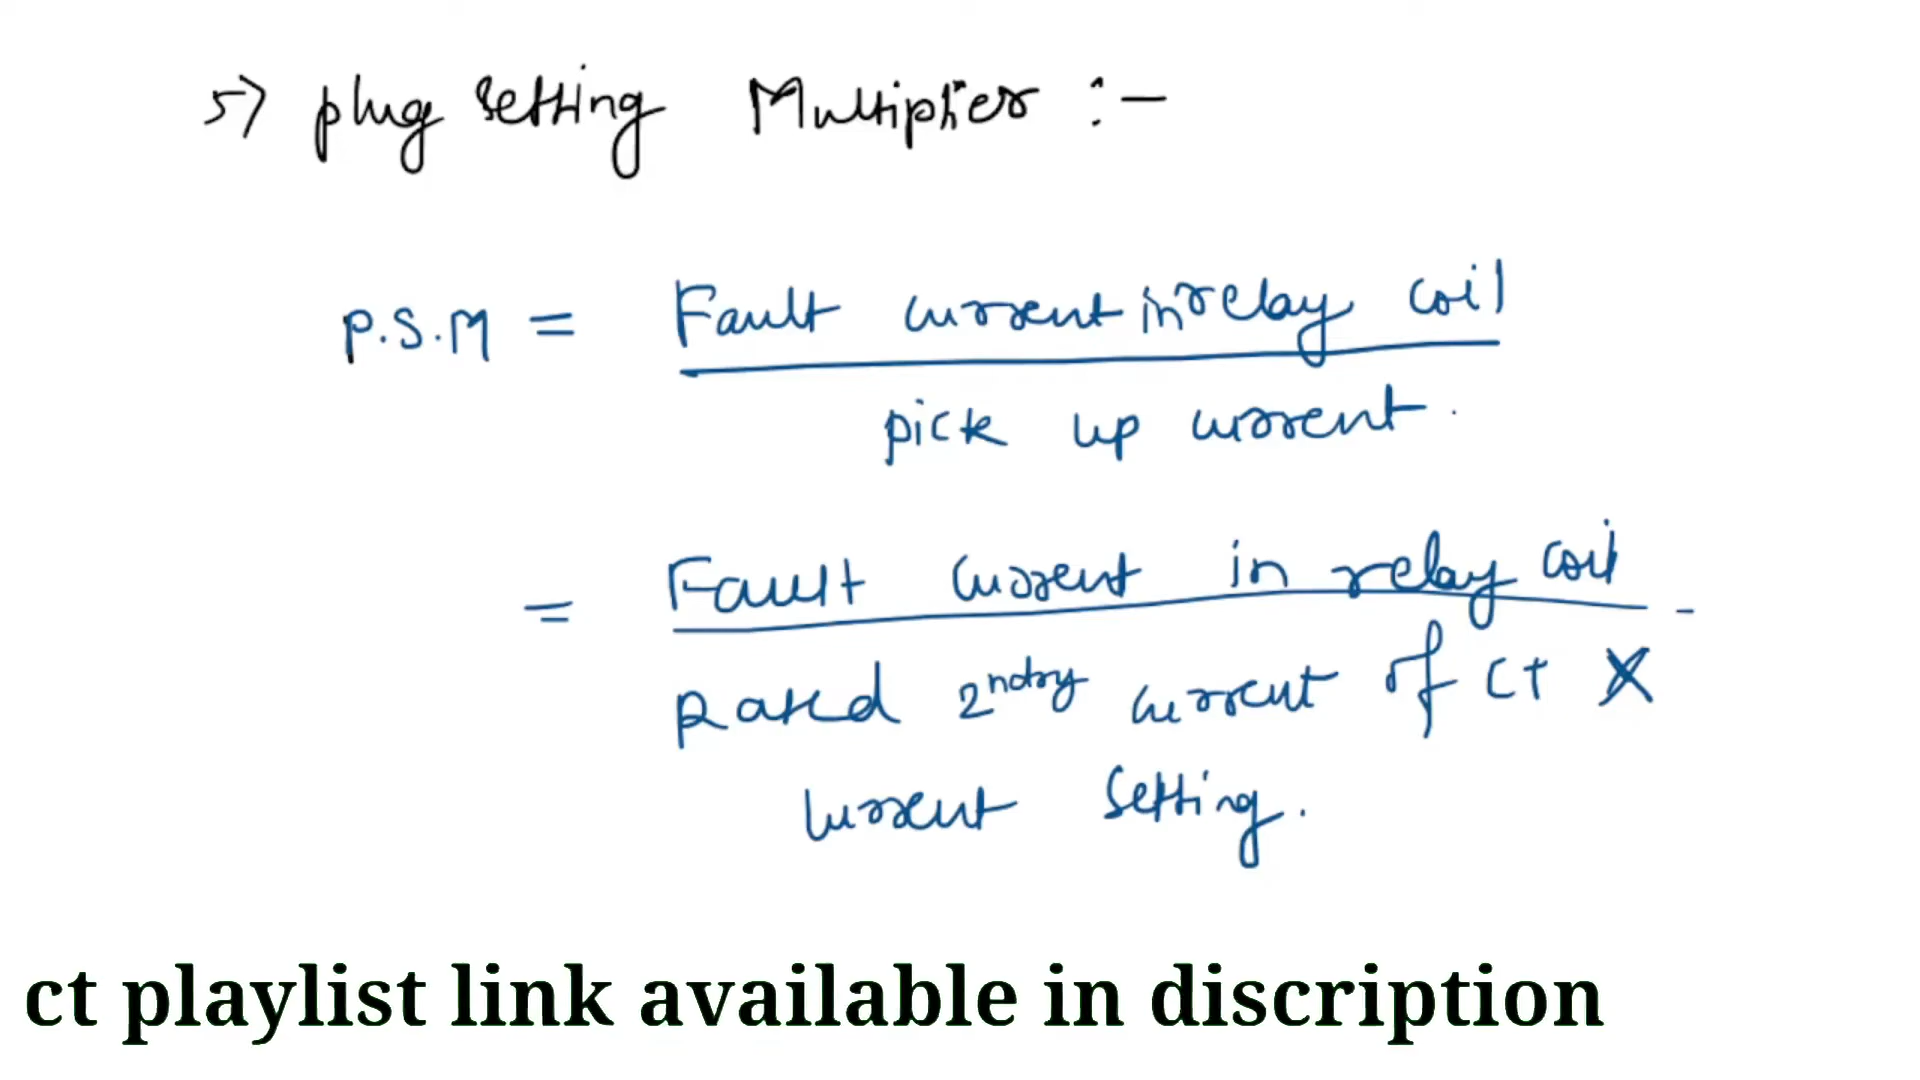 5) plug setting Multiplier :-
P.S.M = Fault current in relay coil
pick up current.
= Fault current in relay coil
Rated 2ndry current of CT X
current setting.
ct playlist link available in discription